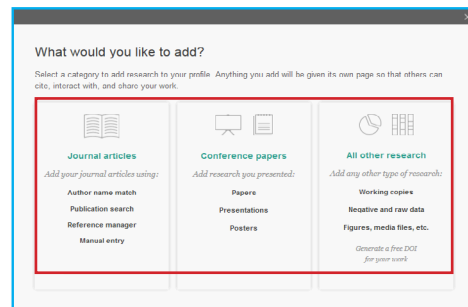 What would you like to add?
Select a category to add research to your profile. Anything you add will be given its own page so that others can
cite, interact with, and share your work.
Journal articles
Add your journal articles using:
Author name match
Publication search
Reference manager
Manual entry
Conference papers
Add research you presented:
Papers
Presentations
Posters
All other research
Add any other type of research:
Working copies
Negative and raw data
Figures, media files, etc.
Generate a free DOI
for your work